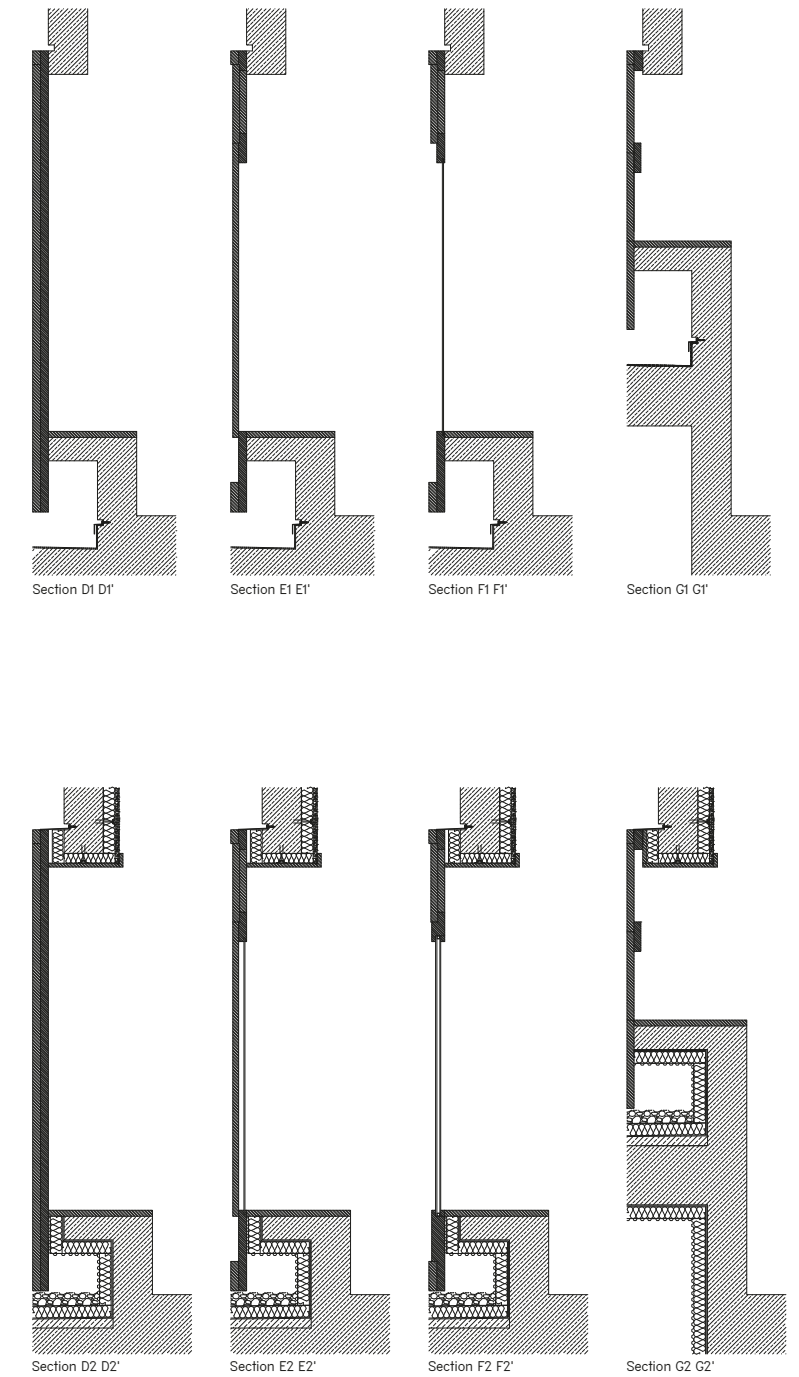 Section D1 D1'
Section E1 E1'
Section F1 F1'
Section G1 G1'
Section D2 D2'
Section E2 E2'
Section F2 F2'
Section G2 G2'